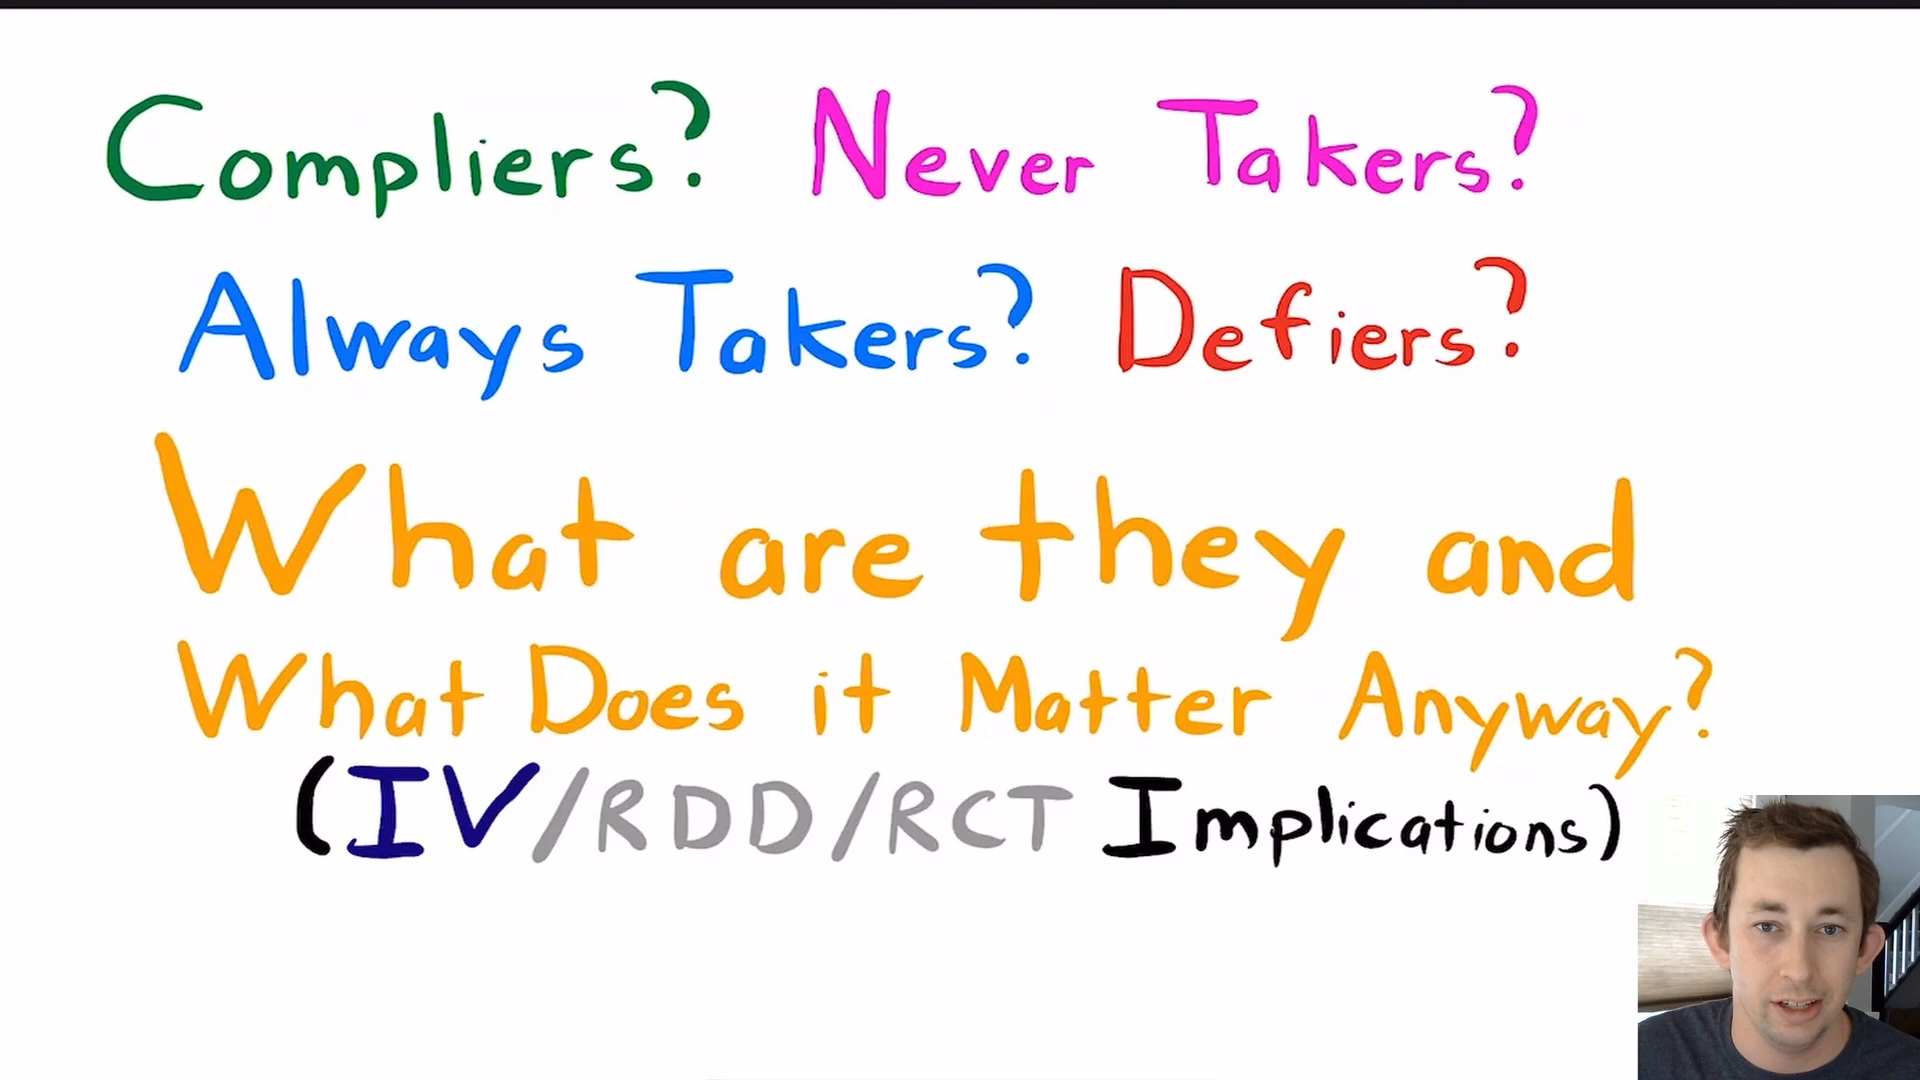 Compliers? Never Takers?
Always Takers? Defiers?
What are they and
What Does it Matter Anyway?
(IV/RDD/RCT Implications)